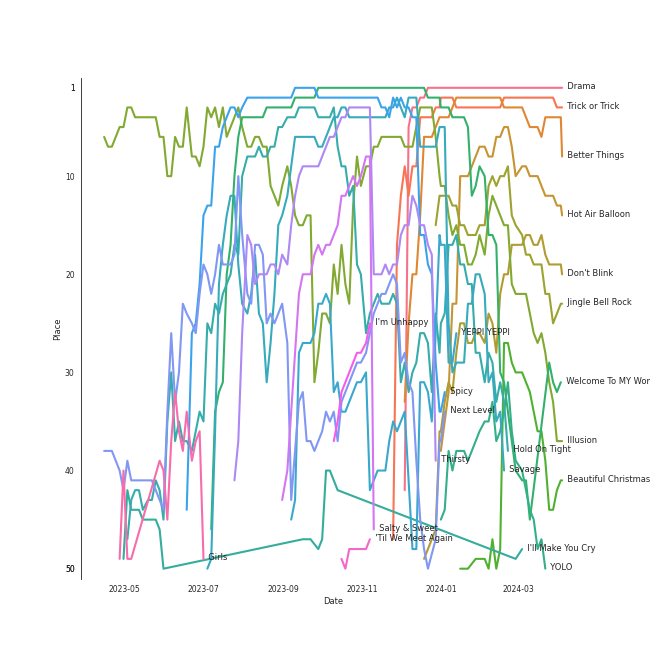 1
Drama
Trick or Trick
Better Things
10
Hot Air Balloon
Don't Blink
20
Jingle Bell Rock
I'm Unhappy
YEPPI YEPPI
Place
30
Welcome To MY Wor
Spicy
Next Level
Illusion
Hold On Tight
Thirsty
40
Savage
Beautiful Christmas
Salty & Sweet
'Til We Meet Again
I'll Make You Cry
Girls
50
YOLO
2023-05
2023-07
2023-09
2023-11
2024-01
2024-03
Date